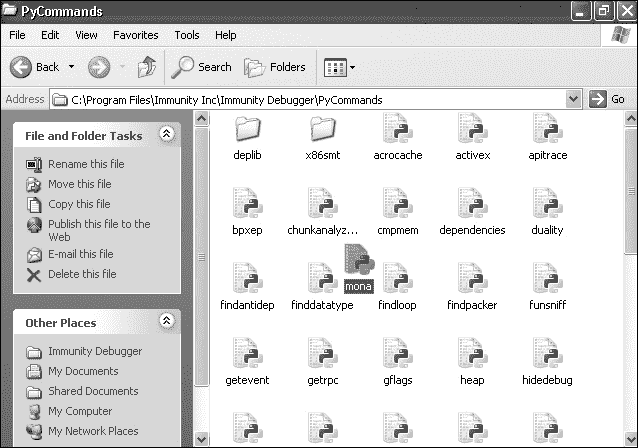 PyCommands
File Edit View Favorites Tools Help
Back Search Folders
Address C:\Program Files\Immunity Inc\Immunity Debugger\PyCommands Go
File and Folder Tasks
Rename this file
Move this file
Copy this file
Publish this file to the
Web
E-mail this file
Delete this file
Other Places
Immunity Debugger
My Documents
Shared Documents
My Computer
My Network Places
deplib x86smt acrocache activex apitrace
bpxep chunkanalyz... cmpmem dependencies duality
mona
findantidep finddatatype findloop findpacker funsniff
getevent getrpc gflags heap hidedebug